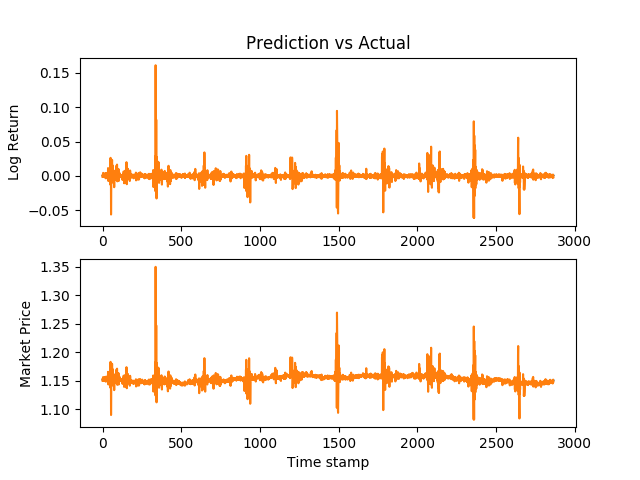 Prediction vs Actual
Log Return
0.15
0.10
0.05
0.00
−0.05
0 500 1000 1500 2000 2500 3000
Market Price
1.35
1.30
1.25
1.20
1.15
1.10
0 500 1000 1500 2000 2500 3000
Time stamp